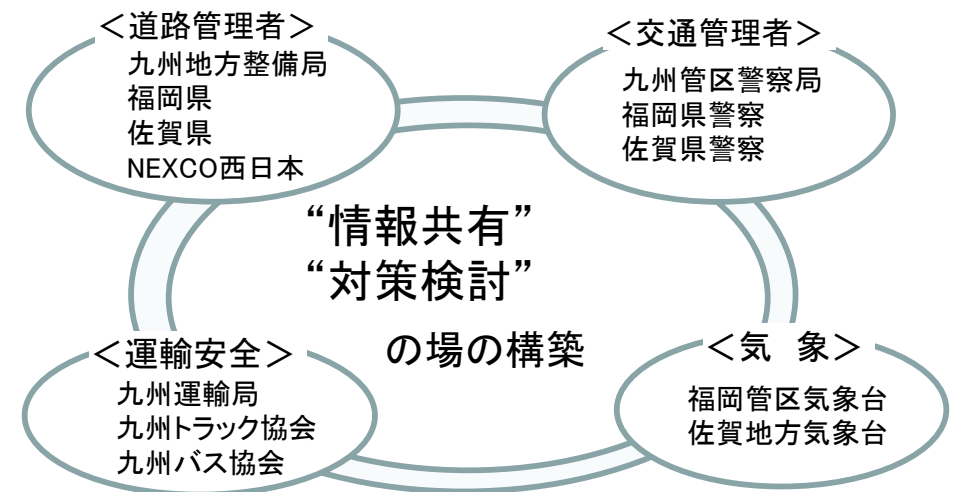 ＜道路管理者＞
九州地方整備局
福岡県
佐賀県
NEXCO西日本
＜交通管理者＞
九州管区警察局
福岡県警察
佐賀県警察
“情報共有”
“対策検討”
の場の構築
＜運輸安全＞
九州運輸局
九州トラック協会
九州バス協会
＜気　象＞
福岡管区気象台
佐賀地方気象台